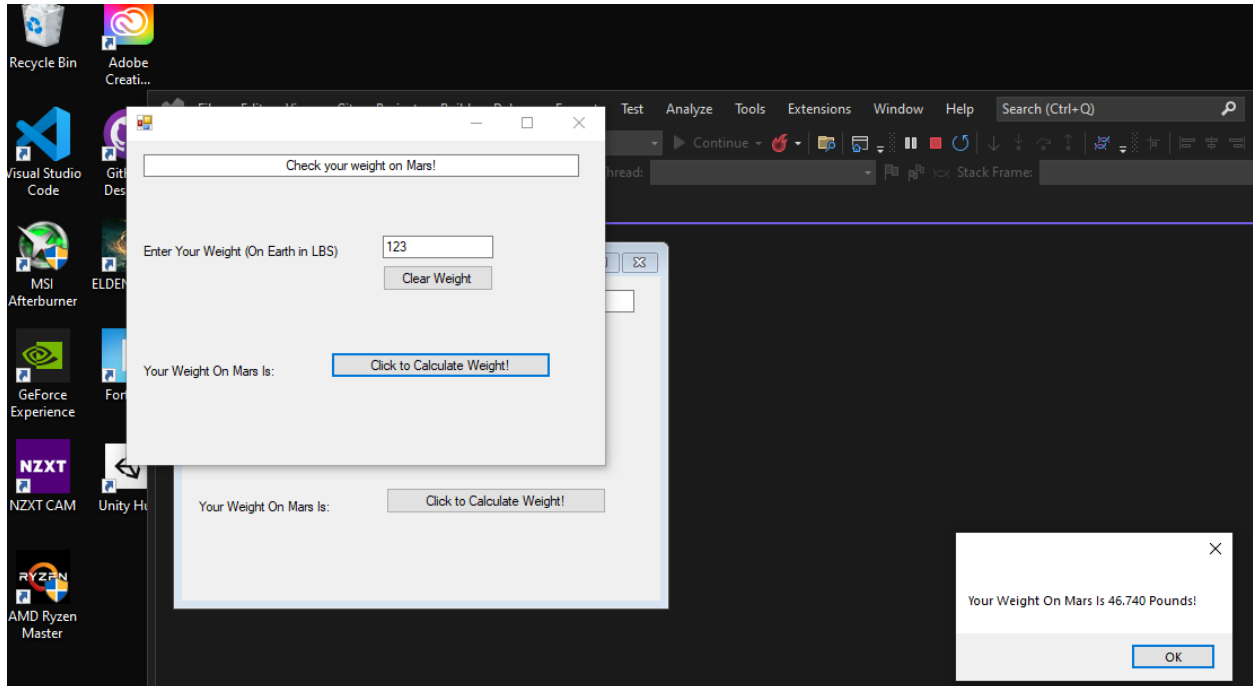 Recycle Bin
Adobe
Creati...
Visual Studio
Code
MSI
Afterburner
GeForce
Experience
NZXT
NZXT CAM
Unity
RYZEN
AMD Ryzen
Master
Test Analyze Tools Extensions Window Help Search (Ctrl+Q)
Continue
Stack Frame:
Check your weight on Mars!
Enter Your Weight (On Earth in LBS) 123
Clear Weight
Your Weight On Mars Is: Click to Calculate Weight!
Your Weight On Mars Is: Click to Calculate Weight!
Your Weight On Mars Is 46.740 Pounds!
OK